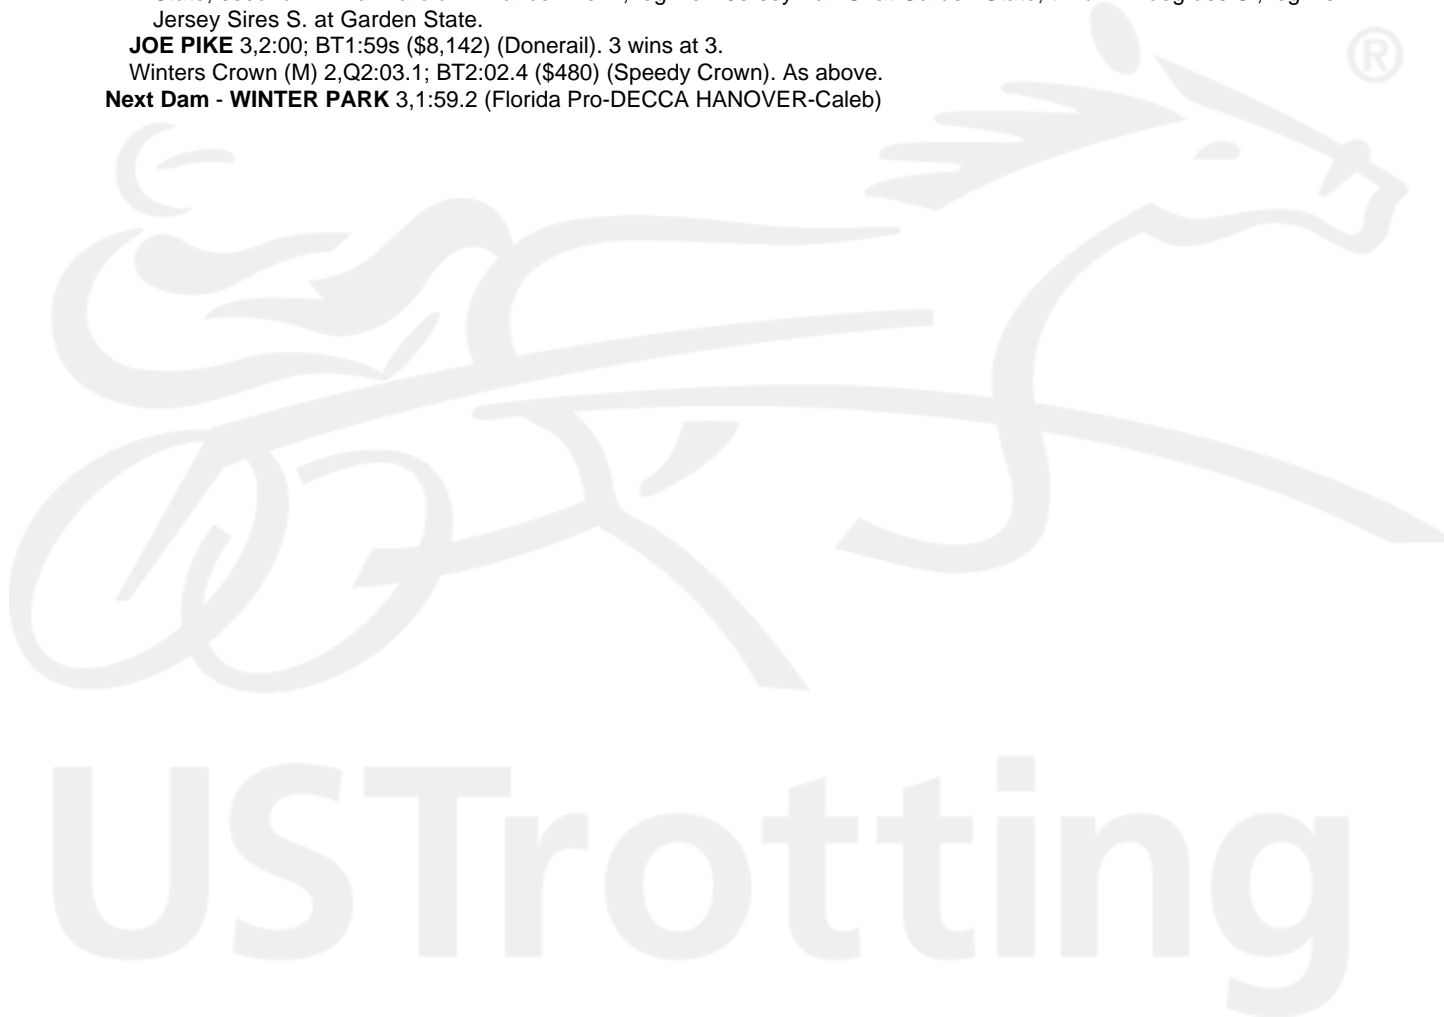 Jersey Sires S. at Garden State.
JOE PIKE 3,2:00; BT1:59s ($8,142) (Donerail). 3 wins at 3.
Winters Crown (M) 2,Q2:03.1; BT2:02.4 ($480) (Speedy Crown). As above.
Next Dam - WINTER PARK 3,1:59.2 (Florida Pro-DECCA HANOVER-Caleb)
®
USTrotting